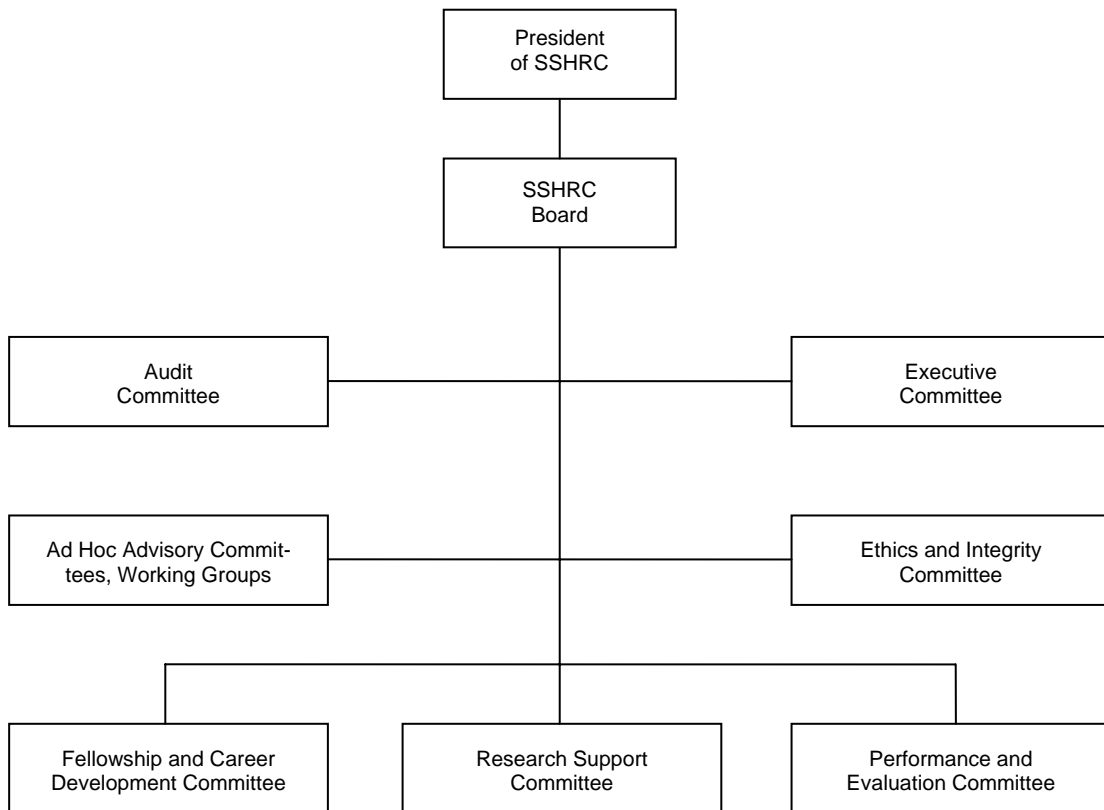 President
of SSHRC
SSHRC
Board
Audit
Committee
Executive
Committee
Ad Hoc Advisory Commit-
tees, Working Groups
Ethics and Integrity
Committee
Fellowship and Career
Development Committee
Research Support
Committee
Performance and
Evaluation Committee